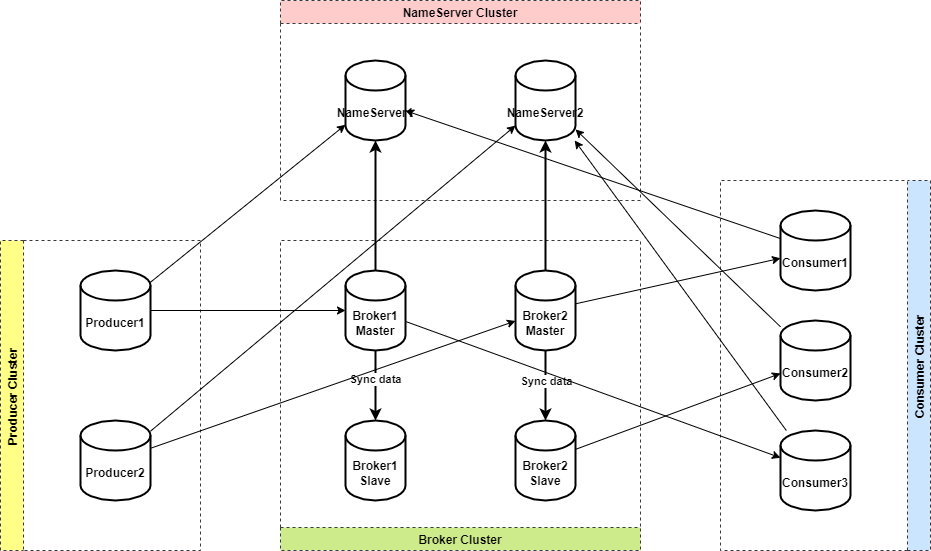 NameServer Cluster
NameServer1
NameServer2
Producer Cluster
Producer1
Producer2
Broker1
Master
Broker2
Master
Sync data
Sync data
Broker1
Slave
Broker2
Slave
Broker Cluster
Consumer1
Consumer2
Consumer3
Consumer Cluster